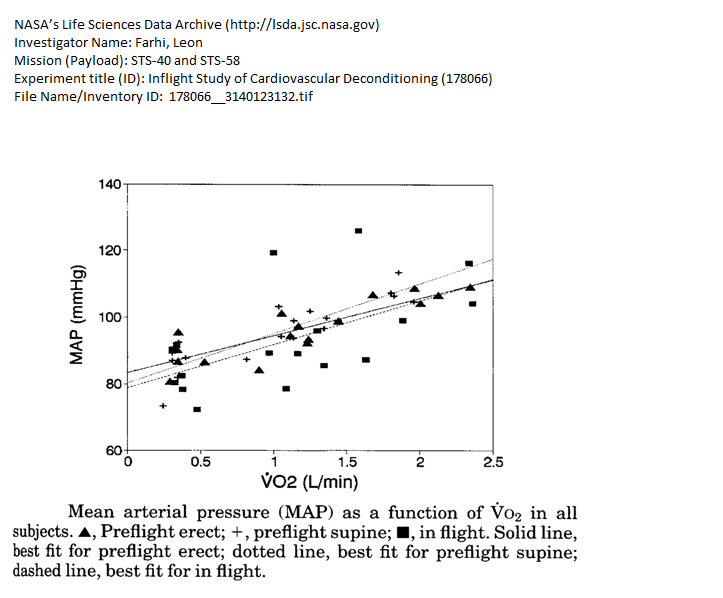 NASA's Life Sciences Data Archive (http://lsda.jsc.nasa.gov)
Investigator Name: Farhi, Leon
Mission (Payload): STS-40 and STS-58
Experiment title (ID): Inflight Study of Cardiovascular Deconditioning (178066)
File Name/Inventory ID: 178066__3140123132.tif
140
120
100
80
60
MAP (mmHg)
0 0.5 1 1.5 2 2.5
V̇O2 (L/min)
Mean arterial pressure (MAP) as a function of V̇O₂ in all
subjects. ▲, Preflight erect; +, preflight supine; ■, in flight. Solid line,
best fit for preflight erect; dotted line, best fit for preflight supine;
dashed line, best fit for in flight.